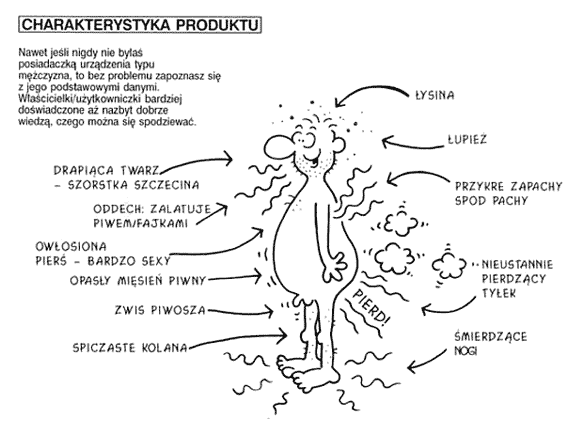 CHARAKTERYSTYKA PRODUKTU
Nawet jeśli nigdy nie byłaś
posiadaczką urządzenia typu
mężczyzna, to bez problemu zapoznasz się
z jego podstawowymi danymi.
Właścicielki/użytkowniczki bardziej
doświadczone aż nazbyt dobrze
wiedzą, czego można się spodziewać.
ŁYSINA
ŁUPIEŻ
DRAPIĄCA TWARZ
– SZORSTKA SZCZECINA
PRZYKRE ZAPACHY
SPOD PACHY
ODDECH: ZALATUJE
PIWEM/FAJKAMI
OWŁOSIONA
PIERŚ – BARDZO SEXY
NIEUSTANNIE
PIERDZĄCY
TYŁEK
OPASŁY MIĘSIEŃ PIWNY
PIERD!
ZWIS PIWOSZA
SPICZASTE KOLANA
ŚMIERDZĄCE
NOGI